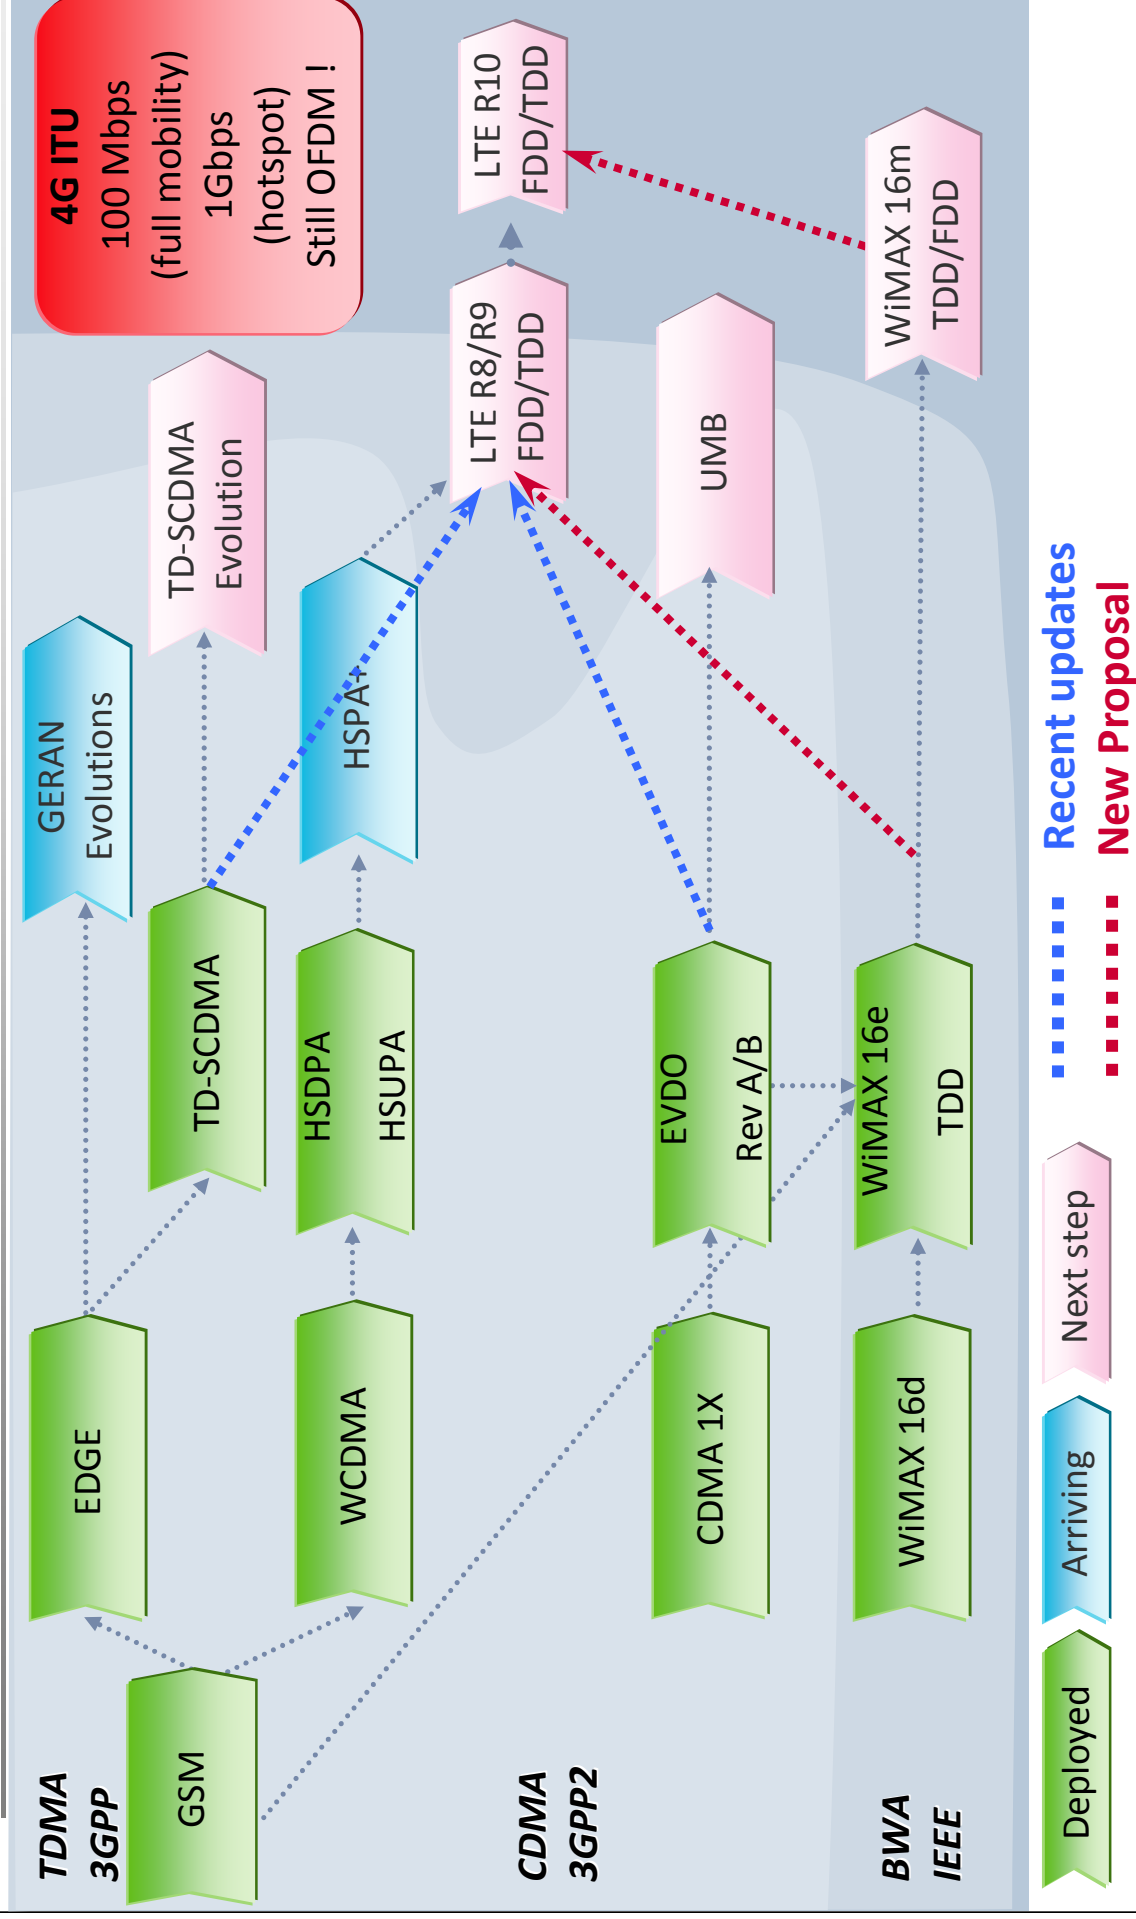 TDMA
3GPP
GSM
EDGE
GERAN
Evolutions
TD-SCDMA
TD-SCDMA
Evolution
WCDMA
HSDPA
HSUPA
HSPA+
4G ITU
100 Mbps
(full mobility)
1Gbps
(hotspot)
Still OFDM !
LTE R8/R9
FDD/TDD
LTE R10
FDD/TDD
CDMA
3GPP2
CDMA 1X
EVDO
Rev A/B
UMB
BWA
IEEE
WiMAX 16d
WiMAX 16e
TDD
WiMAX 16m
TDD/FDD
Deployed
Arriving
Next step
Recent updates
New Proposal